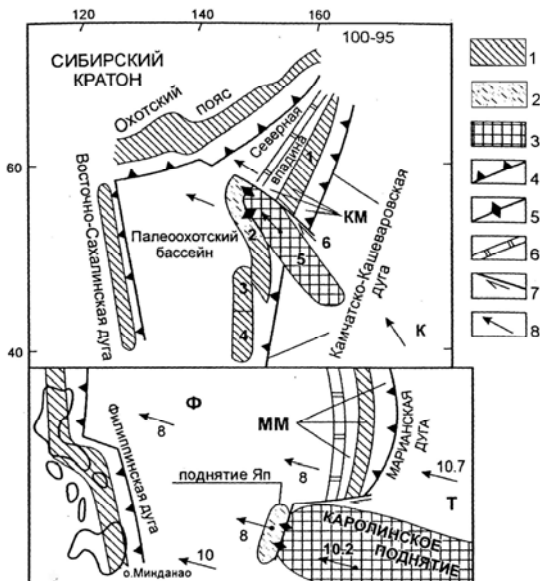 120 140 160
100-95
СИБИРСКИЙ
КРАТОН
Охотский пояс
Северная
впадина
1
60
Восточно-Сахалинская дуга
Палеоохотский
бассейн
2
3
4
5
6
КМ
Камчатско-Кашеваровская
дуга
К
40
1
2
3
4
5
6
7
8
Ф
8
ММ
МАРИАНСКАЯ
ДУГА
Филиппинская дуга
8
10.7
поднятие Яп
Т
8
КАРОЛИНСКОЕ
ПОДНЯТИЕ
10.2
10
о.Минданао